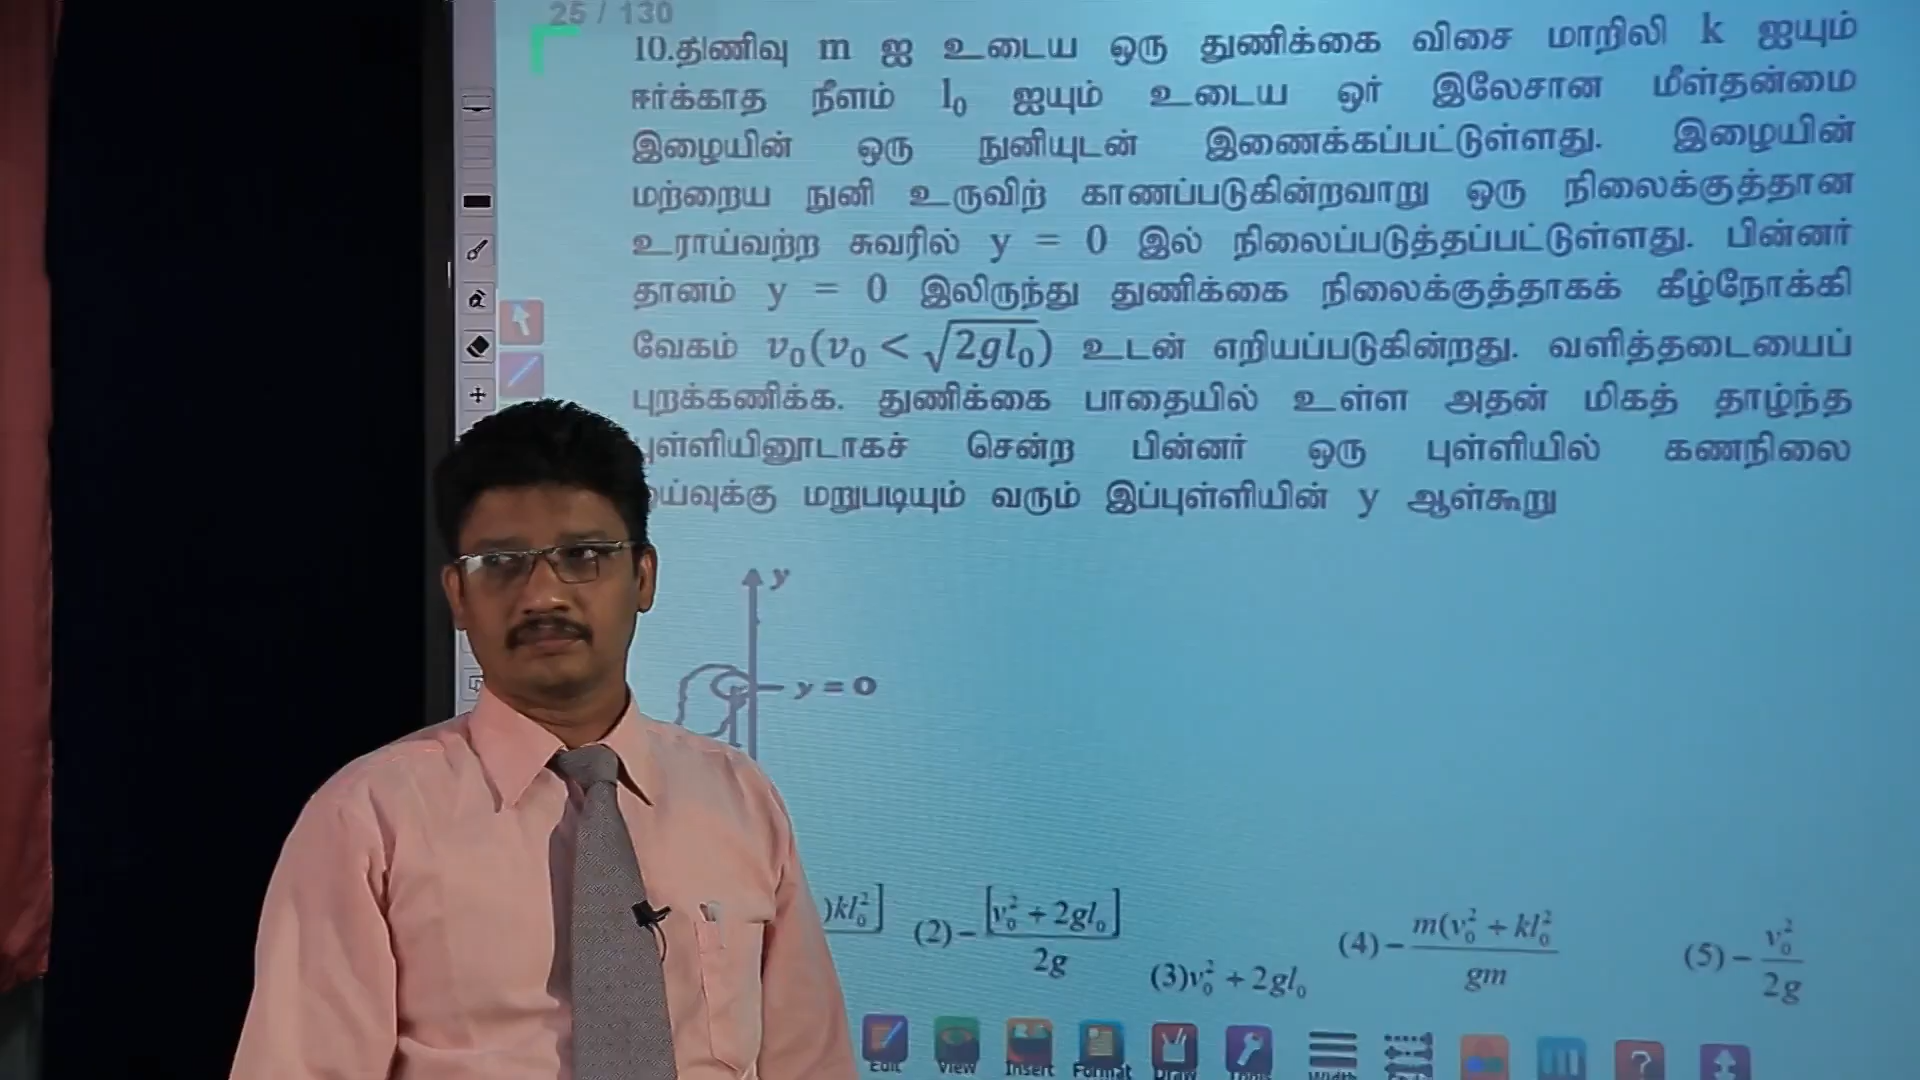 25 / 130
10.திணிவு m ஐ உடைய ஒரு துணிக்கை விசை மாறிலி k ஐயும்
ஈர்க்காத நீளம் l₀ ஐயும் உடைய ஓர் இலேசான மீள்தன்மை
இழையின் ஒரு நுனியுடன் இணைக்கப்பட்டுள்ளது. இழையின்
மற்றைய நுனி உருவிற் காணப்படுகின்றவாறு ஒரு நிலைக்குத்தான
உராய்வற்ற சுவரில் y = 0 இல் நிலைப்படுத்தப்பட்டுள்ளது. பின்னர்
தானம் y = 0 இலிருந்து துணிக்கை நிலைக்குத்தாகக் கீழ்நோக்கி
வேகம் v₀(v₀ < √2gl₀) உடன் எறியப்படுகின்றது. வளித்தடையைப்
புறக்கணிக்க. துணிக்கை பாதையில் உள்ள அதன் மிகத் தாழ்ந்த
புள்ளியினூடாகச் சென்ற பின்னர் ஒரு புள்ளியில் கணநிலை
மறுபடியும் வரும் இப்புள்ளியின் y ஆள்கூறு
y
y = 0
)kl₀²]
(2) – [v₀² + 2gl₀] / 2g
(3) v₀² + 2gl₀
(4) – m(v₀² + kl₀² / gm
(5) – v₀² / 2g
Edit View Insert Format Draw Tools Width